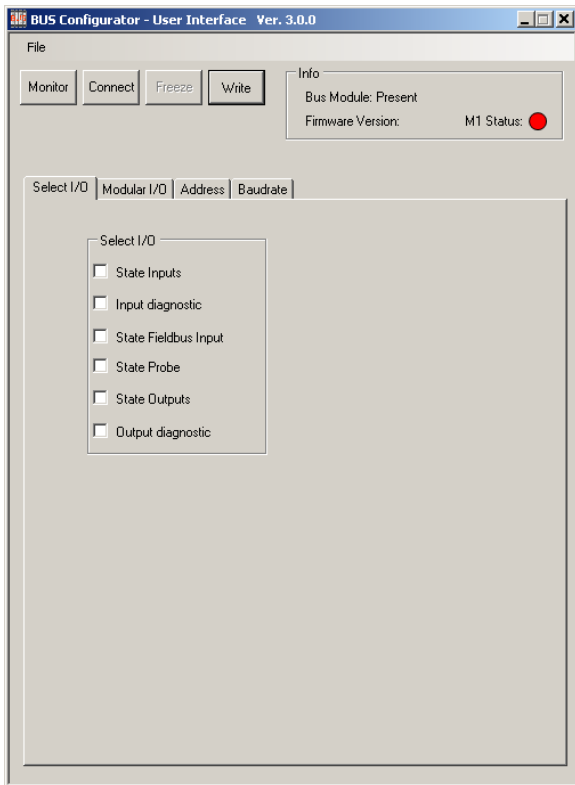 BUS Configurator - User Interface Ver. 3.0.0
File
Monitor Connect Freeze Write
Info
Bus Module: Present
Firmware Version: M1 Status:
Select I/O Modular I/O Address Baudrate
Select I/O
State Inputs
Input diagnostic
State Fieldbus Input
State Probe
State Outputs
Output diagnostic